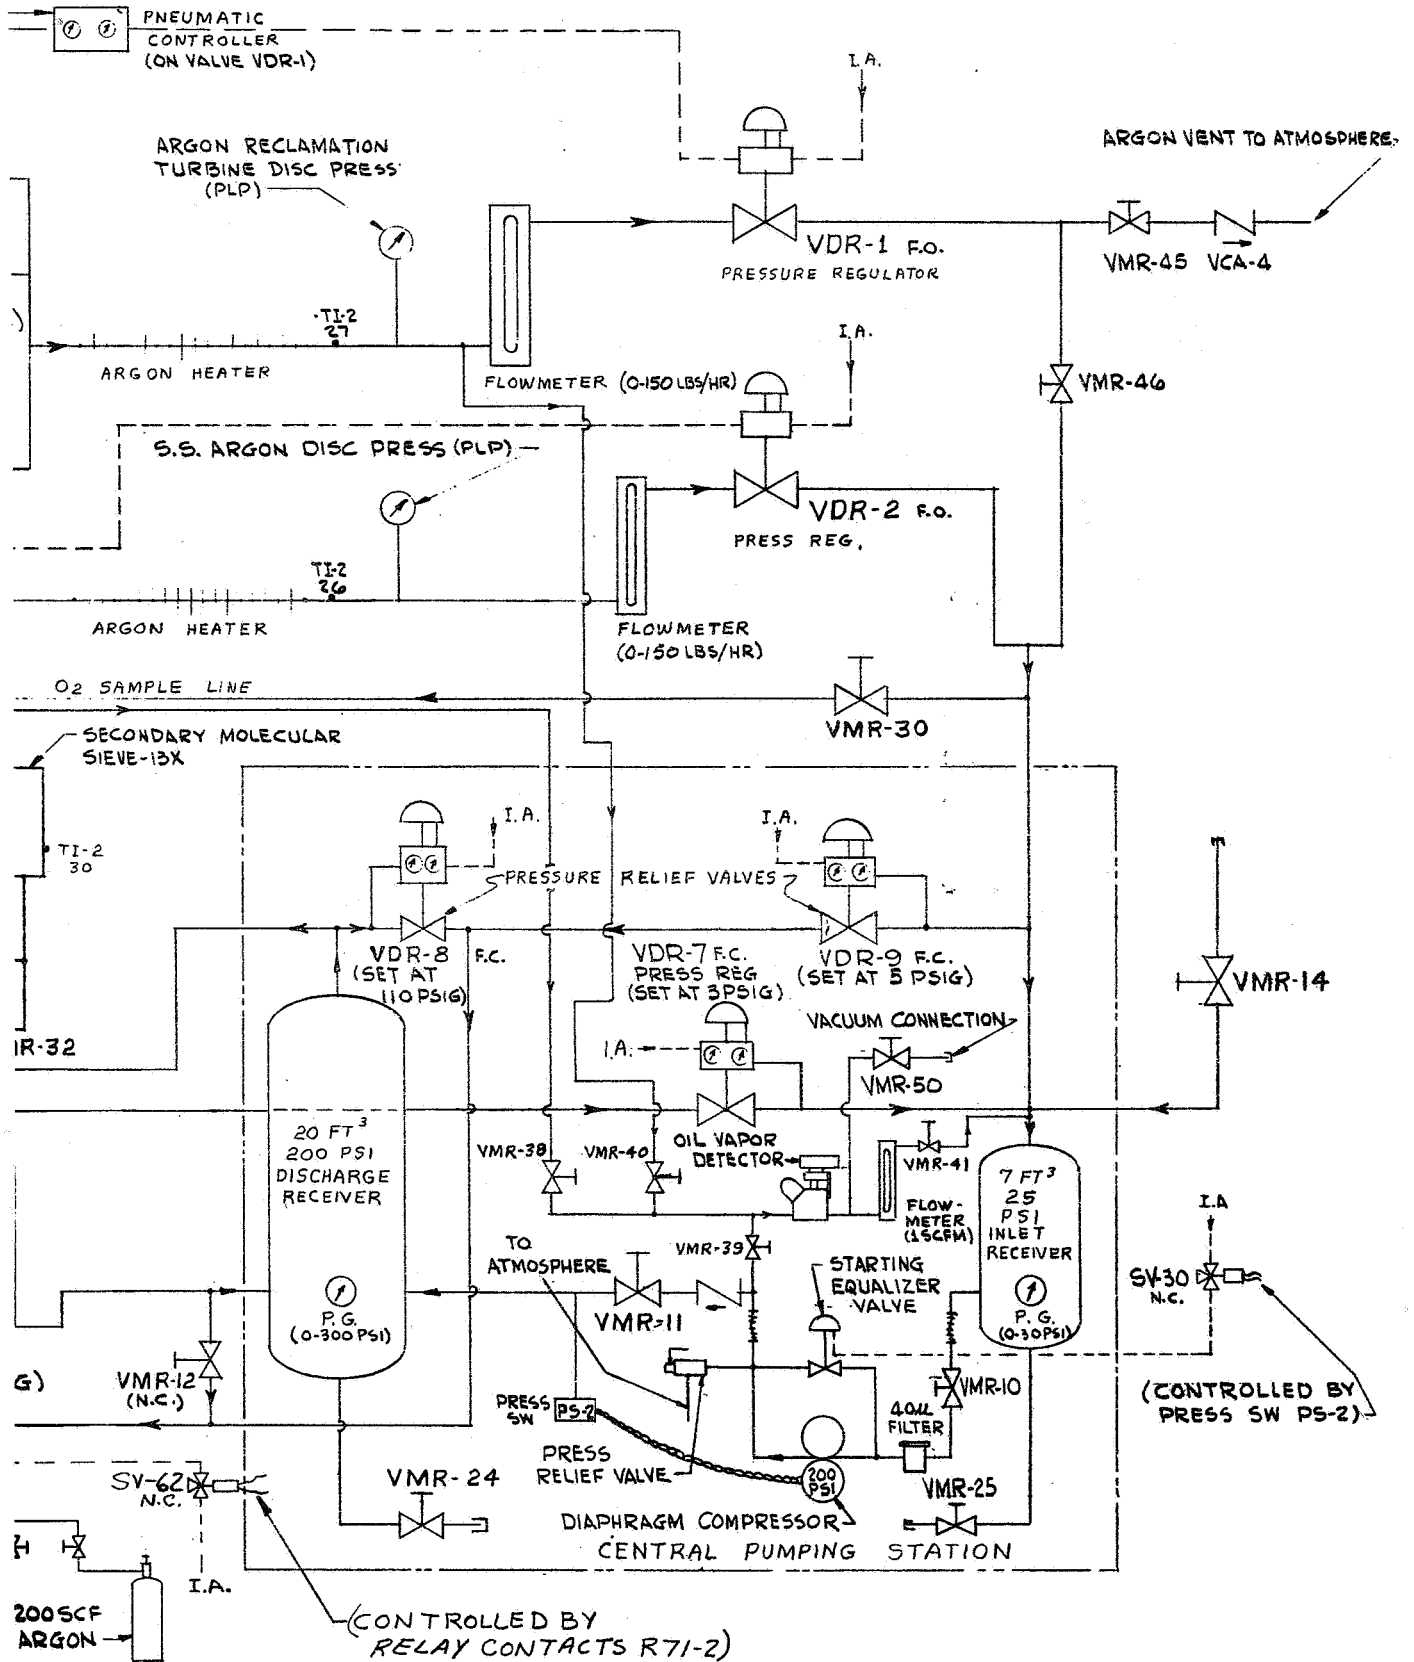 PNEUMATIC
CONTROLLER
(ON VALVE VDR-1)
I.A.
ARGON RECLAMATION
TURBINE DISC PRESS
(PLP)
ARGON VENT TO ATMOSPHERE
VDR-1 F.O.
PRESSURE REGULATOR
VMR-45
VCA-4
TI-2
27
ARGON HEATER
FLOWMETER (0-150 LBS/HR)
I.A.
VMR-46
S.S. ARGON DISC PRESS (PLP)
VDR-2 F.O.
PRESS REG.
TI-2
26
ARGON HEATER
FLOWMETER
(0-150 LBS/HR)
O2 SAMPLE LINE
VMR-30
SECONDARY MOLECULAR
SIEVE-13X
I.A.
I.A.
TI-2
30
PRESSURE RELIEF VALVES
VDR-8 F.C.
(SET AT
110 PSIG)
VDR-7 F.C.
PRESS REG
(SET AT 3PSIG)
VDR-9 F.C.
(SET AT 5 PSIG)
VMR-14
VACUUM CONNECTION
IR-32
I.A.
VMR-50
20 FT3
200 PSI
DISCHARGE
RECEIVER
VMR-38
VMR-40
OIL VAPOR
DETECTOR
VMR-41
7 FT3
25
PSI
INLET
RECEIVER
FLOW-
METER
(1SCFM)
I.A
TO
ATMOSPHERE
VMR-39
STARTING
EQUALIZER
VALVE
SV-30
N.C.
P.G.
(0-300 PSI)
VMR-11
P.G.
(0-30PSI)
G)
VMR-12
(N.C.)
VMR-10
(CONTROLLED BY
PRESS SW PS-2)
PRESS
SW
PS-2
40μ
FILTER
PRESS
RELIEF VALVE
200
PSI
SV-62
N.C.
VMR-24
VMR-25
DIAPHRAGM COMPRESSOR
CENTRAL PUMPING STATION
I.A.
200SCF
ARGON
(CONTROLLED BY
RELAY CONTACTS R71-2)